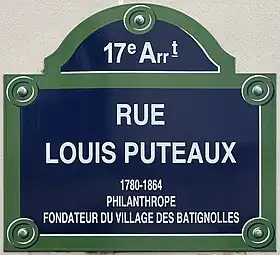 17e Arrt
RUE
LOUIS PUTEAUX
1780-1864
PHILANTHROPE
FONDATEUR DU VILLAGE DES BATIGNOLLES